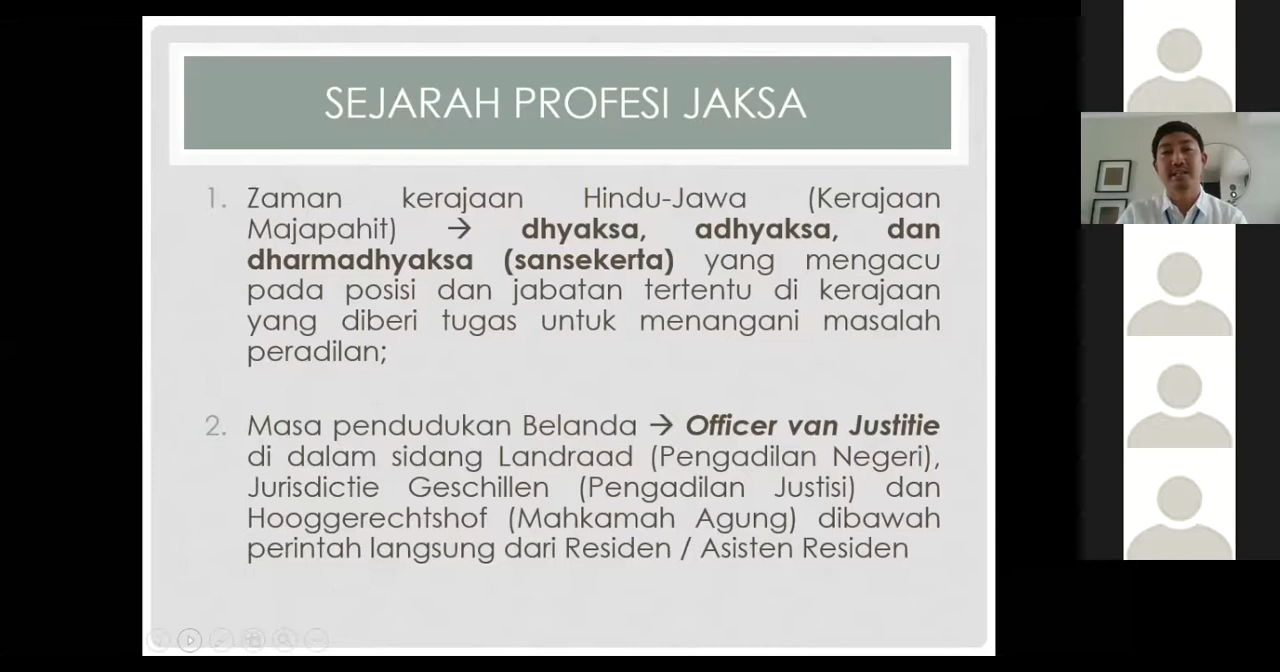 SEJARAH PROFESI JAKSA
1. Zaman kerajaan Hindu-Jawa (Kerajaan
Majapahit) → dhyaksa, adhyaksa, dan
dharmadhyaksa (sansekerta) yang mengacu
pada posisi dan jabatan tertentu di kerajaan
yang diberi tugas untuk menangani masalah
peradilan;
2. Masa pendudukan Belanda → Officer van Justitie
di dalam sidang Landraad (Pengadilan Negeri),
Jurisdictie Geschillen (Pengadilan Justisi) dan
Hooggerechtshof (Mahkamah Agung) dibawah
perintah langsung dari Residen / Asisten Residen